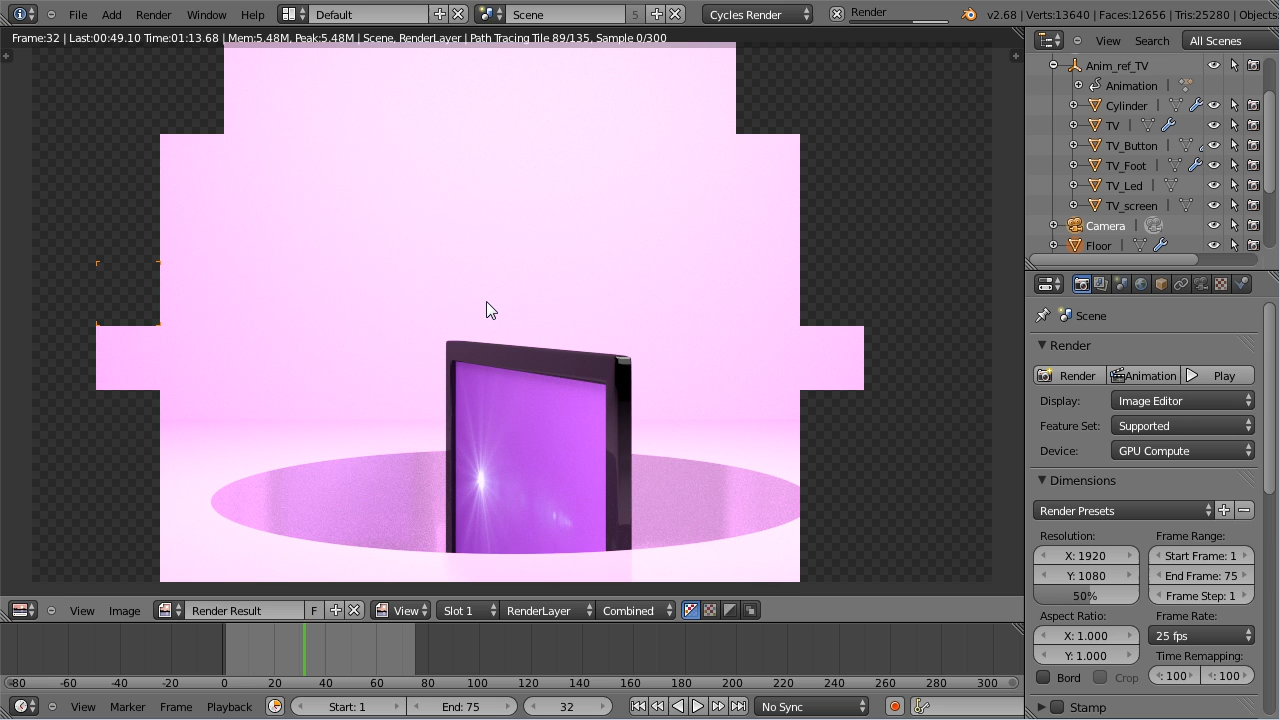 File Add Render Window Help Default Scene 5 Cycles Render Render v2.68 | Verts:13640 | Faces:12656 | Tris:25280 | Objects
Frame:32 | Last:00:49.10 Time:01:13.68 | Mem:5.48M, Peak:5.48M | Scene, RenderLayer | Path Tracing Tile 89/135, Sample 0/300
View Search All Scenes
Anim_ref_TV
Animation
Cylinder
TV
TV_Button
TV_Foot
TV_Led
TV_screen
Camera
Floor
Scene
Render
Render Animation Play
Display: Image Editor
Feature Set: Supported
Device: GPU Compute
Dimensions
Render Presets
Resolution: Frame Range:
X: 1920 Start Frame: 1
Y: 1080 End Frame: 75
50% Frame Step: 1
Aspect Ratio: Frame Rate:
X: 1.000 25 fps
Y: 1.000 Time Remapping:
Bord Crop : 100 : 100
Stamp
View Image Render Result F View Slot 1 RenderLayer Combined
-80 -60 -40 -20 0 20 40 60 80 100 120 140 160 180 200 220 240 260 280 300
View Marker Frame Playback Start: 1 End: 75 32 No Sync